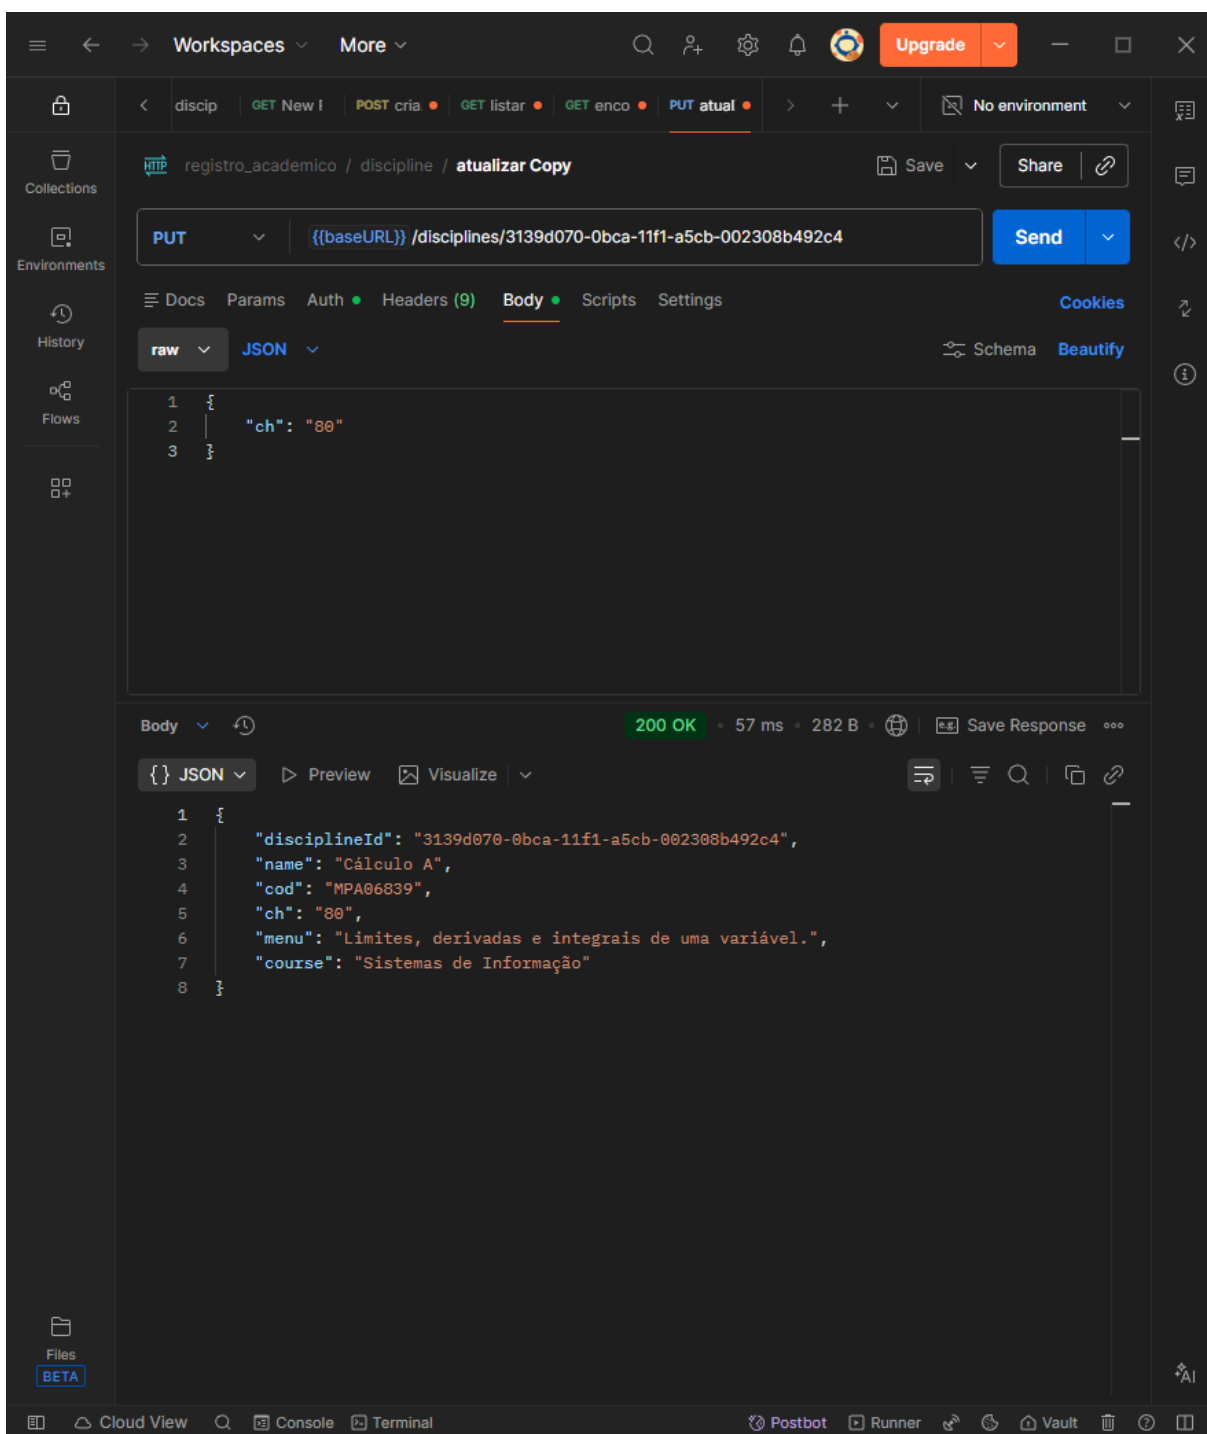 Workspaces More Upgrade
discip GET New POST cria. GET listar GET enco PUT atual No environment
HTTP registro_academico / discipline / atualizar Copy Save Share
Collections
PUT {{baseURL}} /disciplines/3139d070-0bca-11f1-a5cb-002308b492c4 Send
Environments
Docs Params Auth Headers (9) Body Scripts Settings Cookies
History
raw JSON Schema Beautify
Flows
1 {
2 "ch": "80"
3 }
Body 200 OK 57 ms 282 B e.g. Save Response
{} JSON Preview Visualize
1 {
2 "disciplineId": "3139d070-0bca-11f1-a5cb-002308b492c4",
3 "name": "Cálculo A",
4 "cod": "MPA06839",
5 "ch": "80",
6 "menu": "Limites, derivadas e integrais de uma variável.",
7 "course": "Sistemas de Informação"
8 }
Files
BETA
AI
Cloud View Console Terminal Postbot Runner Vault